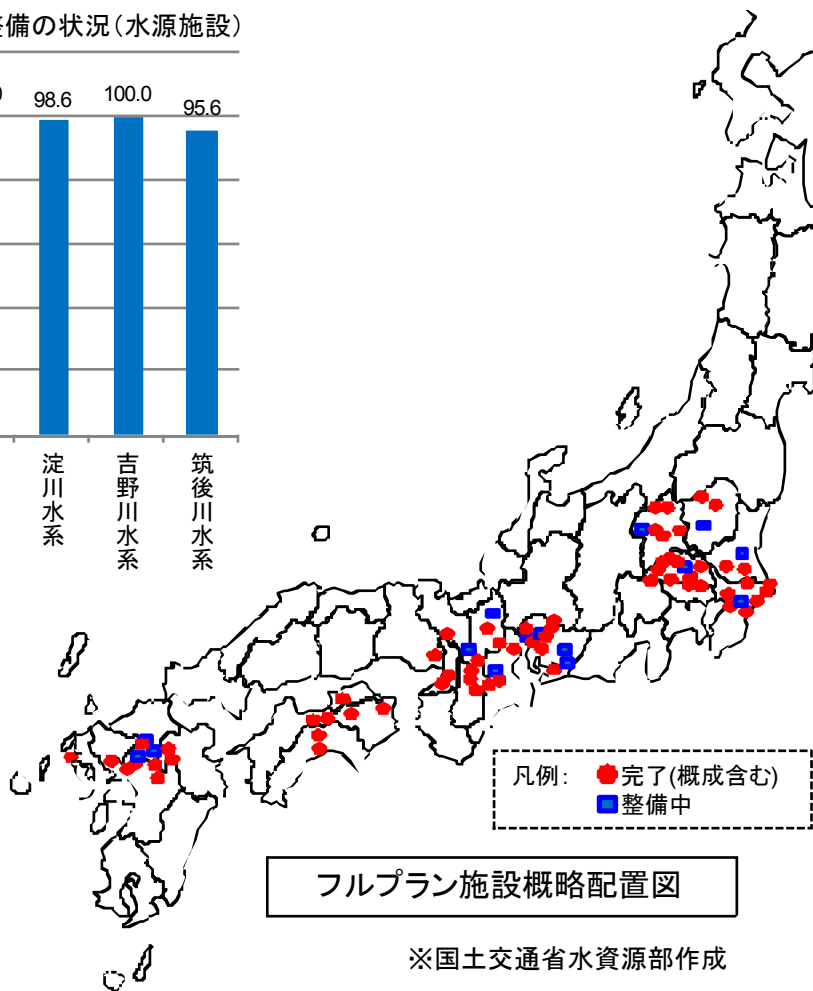 備の状況(水源施設)
98.6
100.0
95.6
淀川水系
吉野川水系
筑後川水系
凡例：
完了(概成含む)
整備中
フルプラン施設概略配置図
※国土交通省水資源部作成